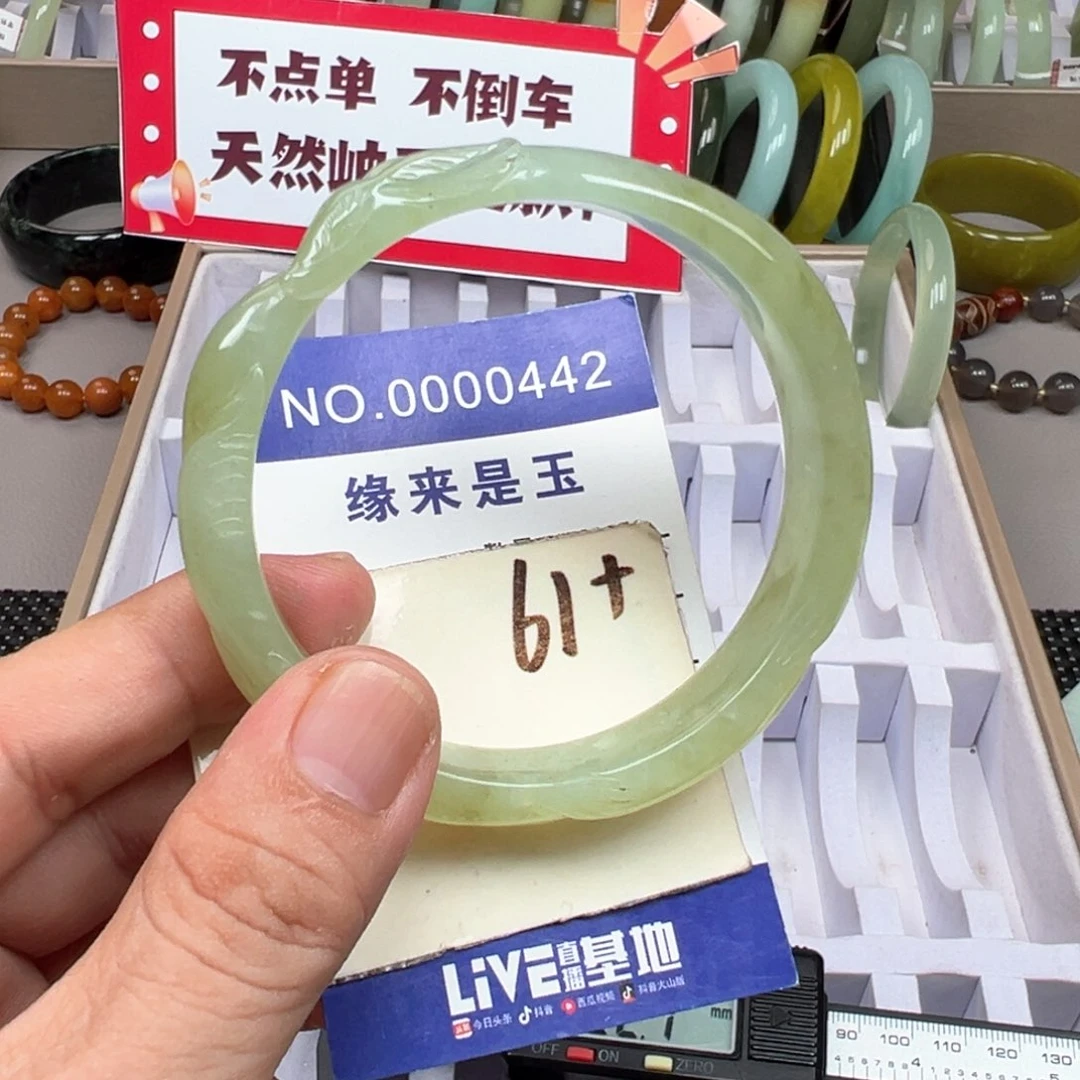 不点单 不倒车
天然岫
NO.0000442
缘来是玉
61+
LiVE直播基地
今日头条 抖音 西瓜视频 抖音火山版
mm
OFF ON ZERO
90 100 110 120 130